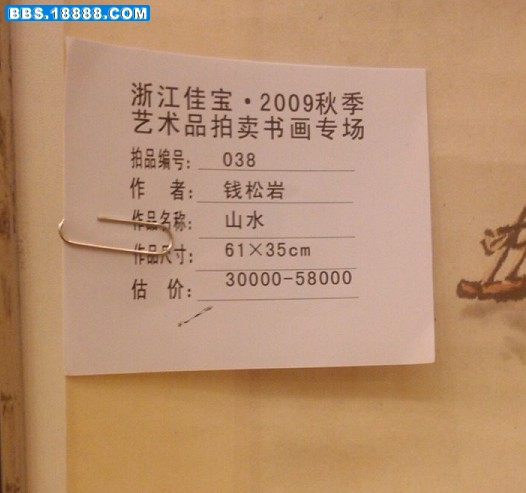 BBS.18888.COM
浙江佳宝·2009秋季
艺术品拍卖书画专场
拍品编号: 038
作 者: 钱松岩
作品名称: 山水
作品尺寸: 61×35cm
估 价: 30000-58000